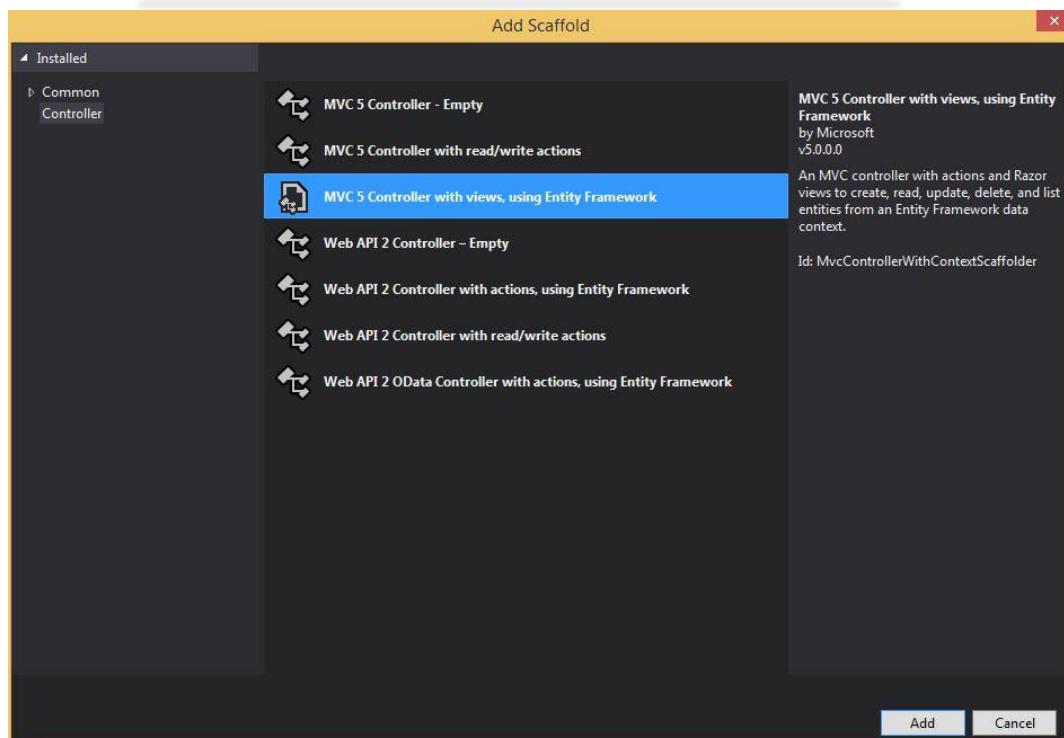 Add Scaffold
Installed
Common
Controller
MVC 5 Controller - Empty
MVC 5 Controller with read/write actions
MVC 5 Controller with views, using Entity Framework
Web API 2 Controller – Empty
Web API 2 Controller with actions, using Entity Framework
Web API 2 Controller with read/write actions
Web API 2 OData Controller with actions, using Entity Framework
MVC 5 Controller with views, using Entity
Framework
by Microsoft
v5.0.0.0
An MVC controller with actions and Razor
views to create, read, update, delete, and list
entities from an Entity Framework data
context.
Id: MvcControllerWithContextScaffolder
Add
Cancel